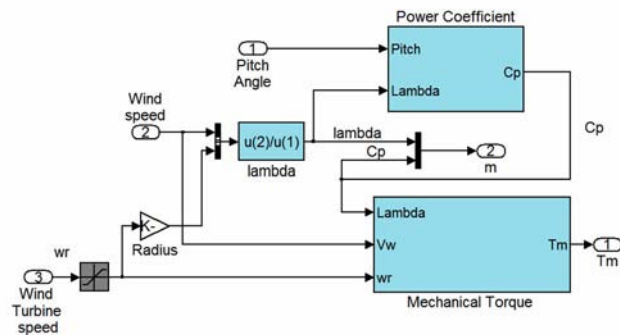 Power Coefficient
1
Pitch
Angle
Pitch
Lambda
Cp
Wind
speed
2
u(2)/u(1)
lambda
lambda
Cp
2
m
Cp
K-
Radius
wr
3
Wind
Turbine
speed
Lambda
Vw
wr
Tm
1
Tm
Mechanical Torque